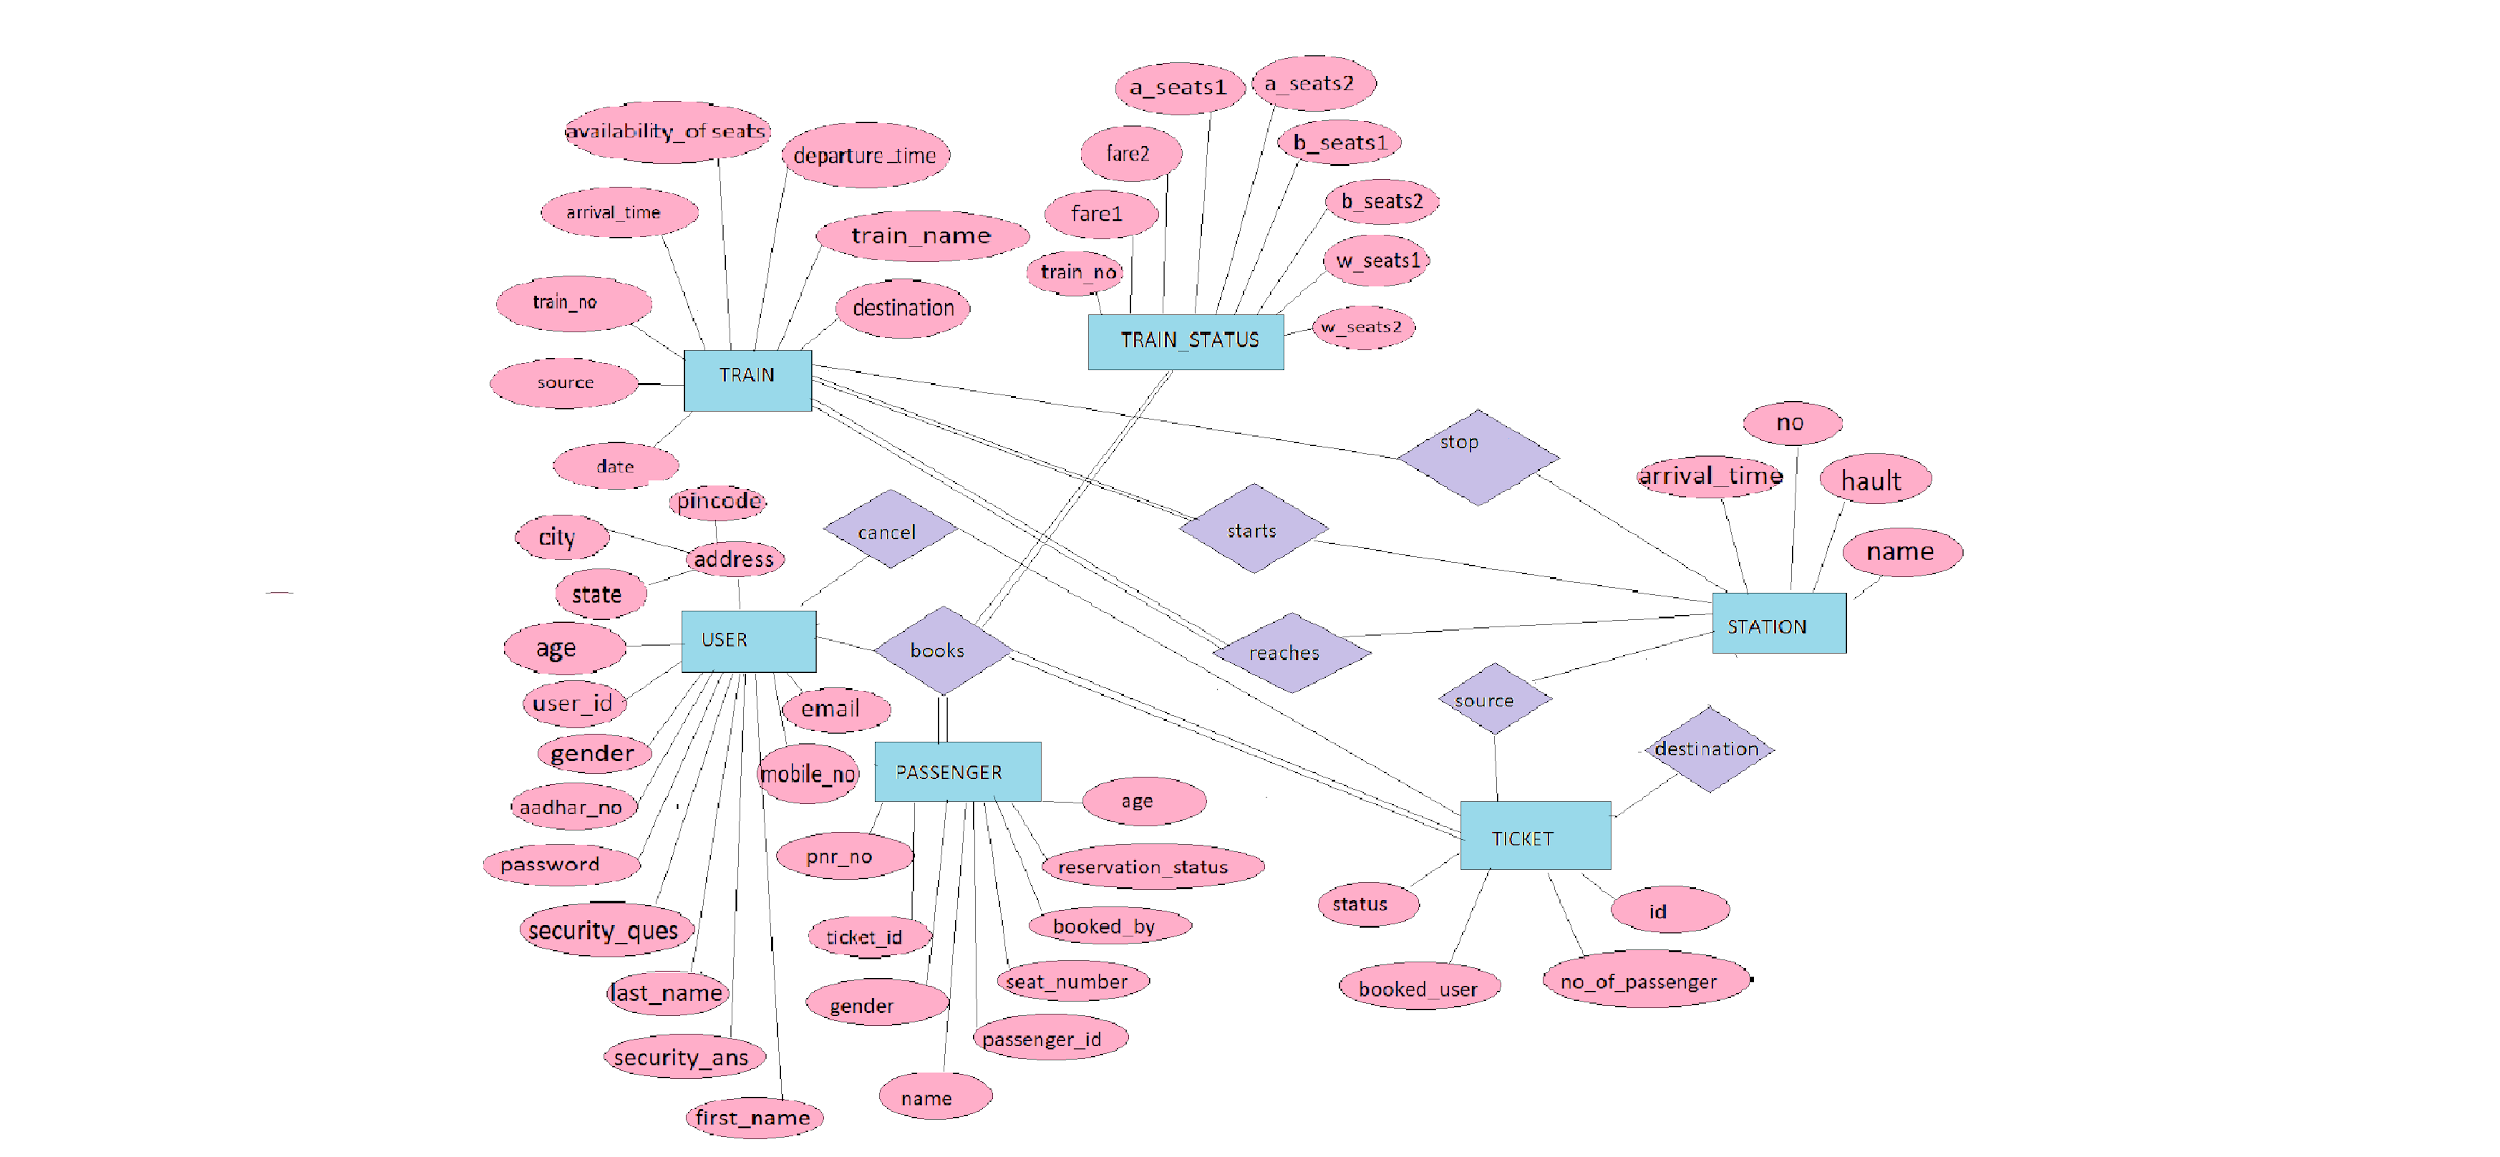 a_seats1
a_seats2
availability_of seats
departure_time
fare2
b_seats1
arrival_time
train_name
fare1
b_seats2
train_no
w_seats1
train_no
destination
w_seats2
TRAIN_STATUS
source
TRAIN
date
stop
no
arrival_time
hault
pincode
city
address
cancel
starts
name
state
USER
age
books
reaches
STATION
user_id
email
source
gender
mobile_no
PASSENGER
destination
aadhar_no
age
password
pnr_no
reservation_status
TICKET
security_ques
ticket_id
booked_by
status
id
last_name
gender
seat_number
booked_user
no_of_passenger
security_ans
passenger_id
first_name
name